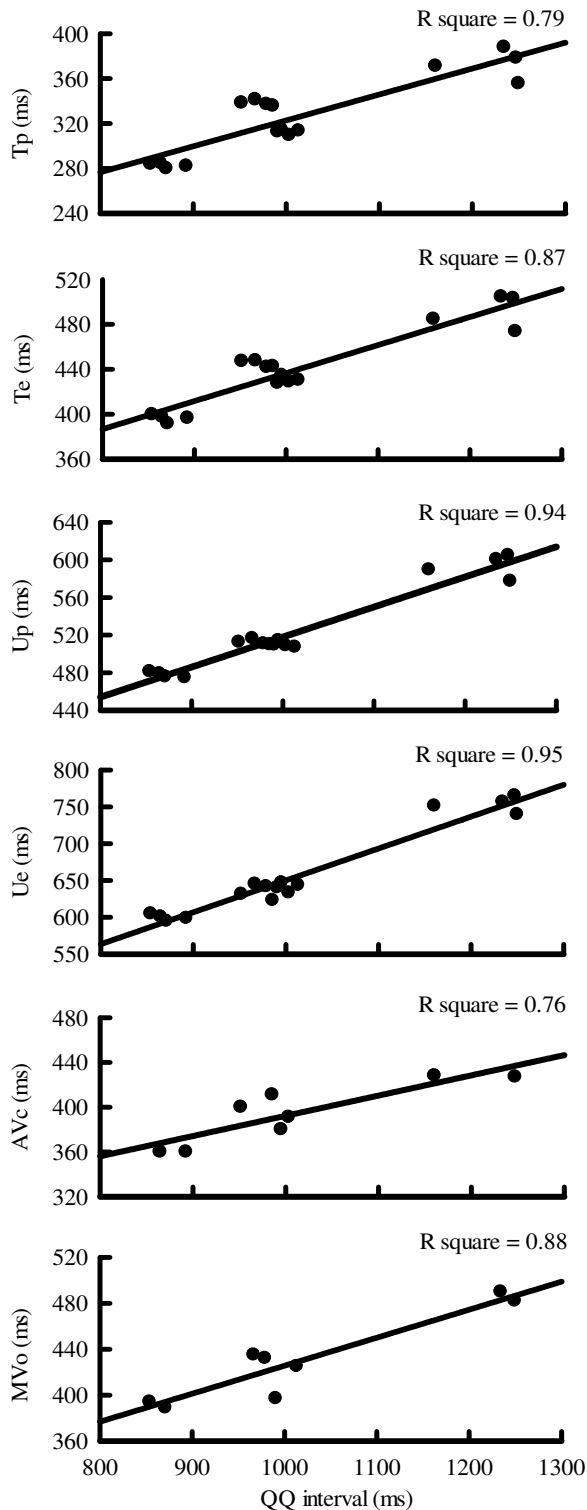 R square = 0.79
400
360
320
280
240
Tp (ms)
R square = 0.87
520
480
440
400
360
Te (ms)
R square = 0.94
640
600
560
520
480
440
Up (ms)
R square = 0.95
800
750
700
650
600
550
Ue (ms)
R square = 0.76
480
440
400
360
320
AVc (ms)
R square = 0.88
520
480
440
400
360
MVo (ms)
800 900 1000 1100 1200 1300
QQ interval (ms)